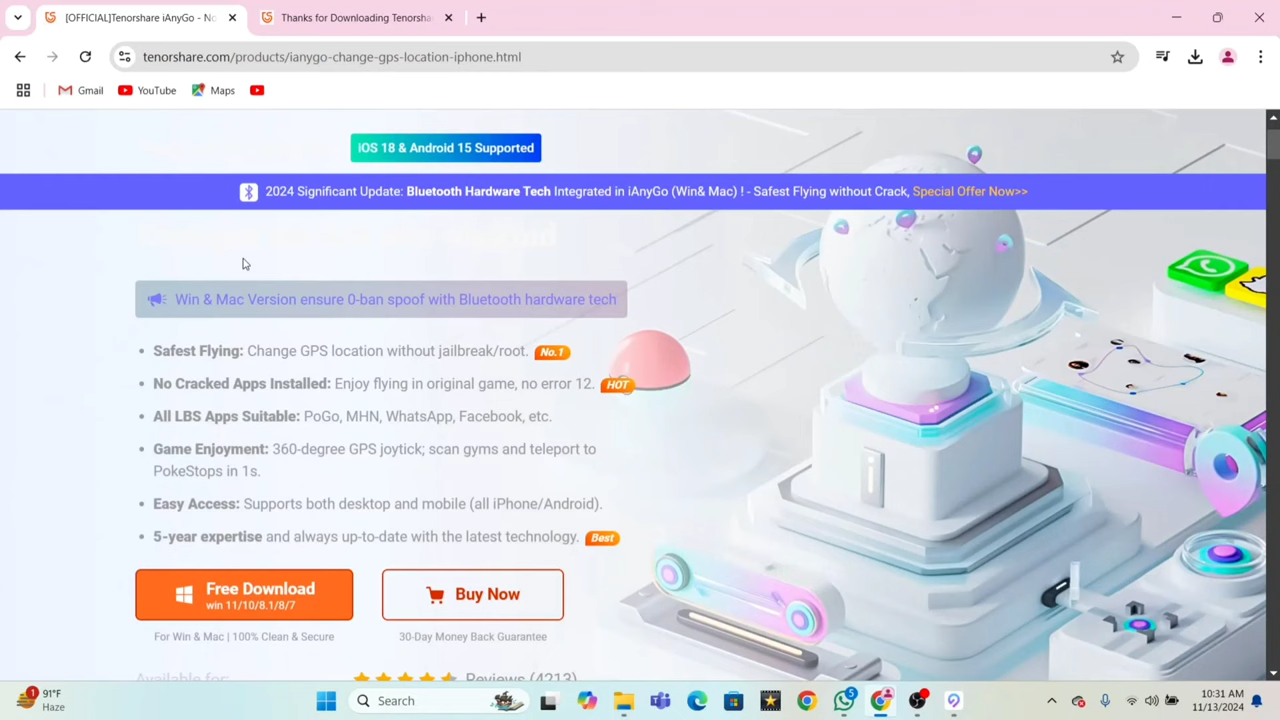 [OFFICIAL]Tenorshare iAnyGo - No
Thanks for Downloading Tenorsha
tenorshare.com/products/ianygo-change-gps-location-iphone.html
Gmail
YouTube
Maps
iOS 18 & Android 15 Supported
2024 Significant Update: Bluetooth Hardware Tech Integrated in iAnyGo (Win& Mac) ! - Safest Flying without Crack, Special Offer Now>>
Win & Mac Version ensure 0-ban spoof with Bluetooth hardware tech
• Safest Flying: Change GPS location without jailbreak/root. No.1
• No Cracked Apps Installed: Enjoy flying in original game, no error 12. HOT
• All LBS Apps Suitable: PoGo, MHN, WhatsApp, Facebook, etc.
• Game Enjoyment: 360-degree GPS joytick; scan gyms and teleport to
PokeStops in 1s.
• Easy Access: Supports both desktop and mobile (all iPhone/Android).
• 5-year expertise and always up-to-date with the latest technology. Best
Free Download
win 11/10/8.1/8/7
Buy Now
For Win & Mac | 100% Clean & Secure
30-Day Money Back Guarantee
Available for:
Reviews (4213)
1
91°F
Haze
Search
5
10:31 AM
11/13/2024